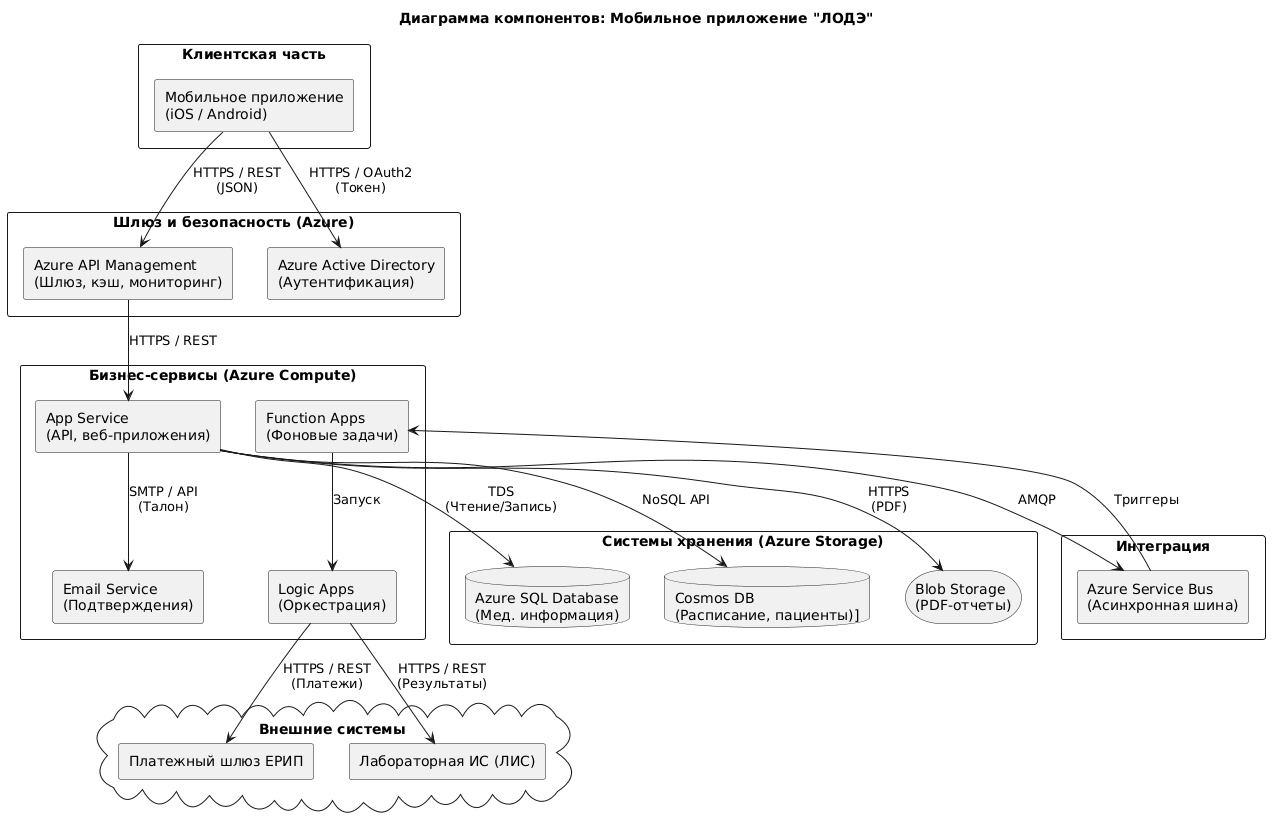 Диаграмма компонентов: Мобильное приложение "ЛОДЭ"
Клиентская часть
Мобильное приложение
(iOS / Android)
HTTPS / REST
(JSON)
HTTPS / OAuth2
(Токен)
Шлюз и безопасность (Azure)
Azure API Management
(Шлюз, кэш, мониторинг)
Azure Active Directory
(Аутентификация)
HTTPS / REST
Бизнес-сервисы (Azure Compute)
App Service
(API, веб-приложения)
Function Apps
(Фоновые задачи)
SMTP / API
(Талон)
Запуск
TDS
(Чтение/Запись)
NoSQL API
HTTPS
(PDF)
AMQP
Триггеры
Email Service
(Подтверждения)
Logic Apps
(Оркестрация)
Системы хранения (Azure Storage)
Azure SQL Database
(Мед. информация)
Cosmos DB
(Расписание, пациенты)]
Blob Storage
(PDF-отчеты)
Интеграция
Azure Service Bus
(Асинхронная шина)
HTTPS / REST
(Платежи)
HTTPS / REST
(Результаты)
Внешние системы
Платежный шлюз ЕРИП
Лабораторная ИС (ЛИС)